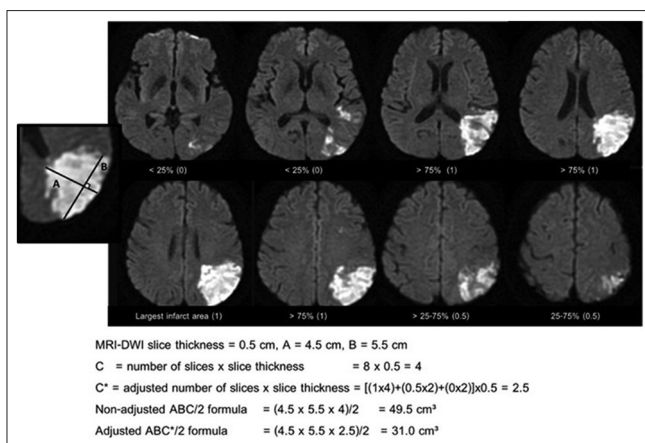 A
B
< 25% (0)
< 25% (0)
> 75% (1)
> 75% (1)
Largest infarct area (1)
> 75% (1)
> 25-75% (0.5)
25-75% (0.5)
MRI-DWI slice thickness = 0.5 cm, A = 4.5 cm, B = 5.5 cm
C = number of slices x slice thickness = 8 x 0.5 = 4
C* = adjusted number of slices x slice thickness = [(1x4)+(0.5x2)+(0x2)]x0.5 = 2.5
Non-adjusted ABC/2 formula = (4.5 x 5.5 x 4)/2 = 49.5 cm³
Adjusted ABC*/2 formula = (4.5 x 5.5 x 2.5)/2 = 31.0 cm³